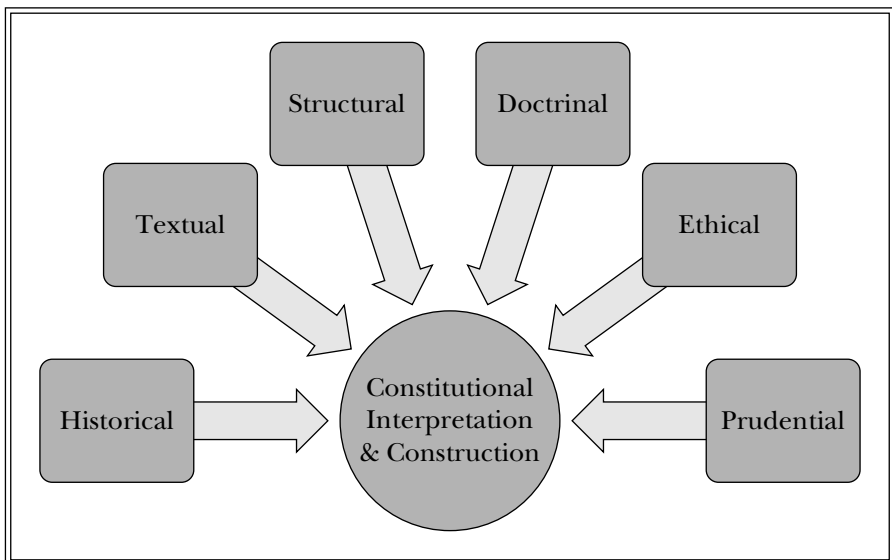 Structural
Doctrinal
Textual
Ethical
Historical
Constitutional
Interpretation
& Construction
Prudential